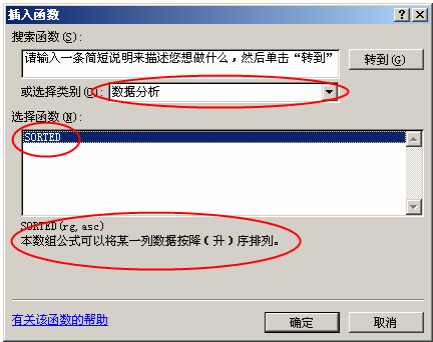 插入函数
搜索函数(S):
请输入一条简短说明来描述您想做什么，然后单击“转到”
转到(G)
或选择类别(C): 数据分析
选择函数(N):
SORTED
SORTED(rg,asc)
本数组公式可以将某一列数据按降(升)序排列。
有关该函数的帮助
确定
取消